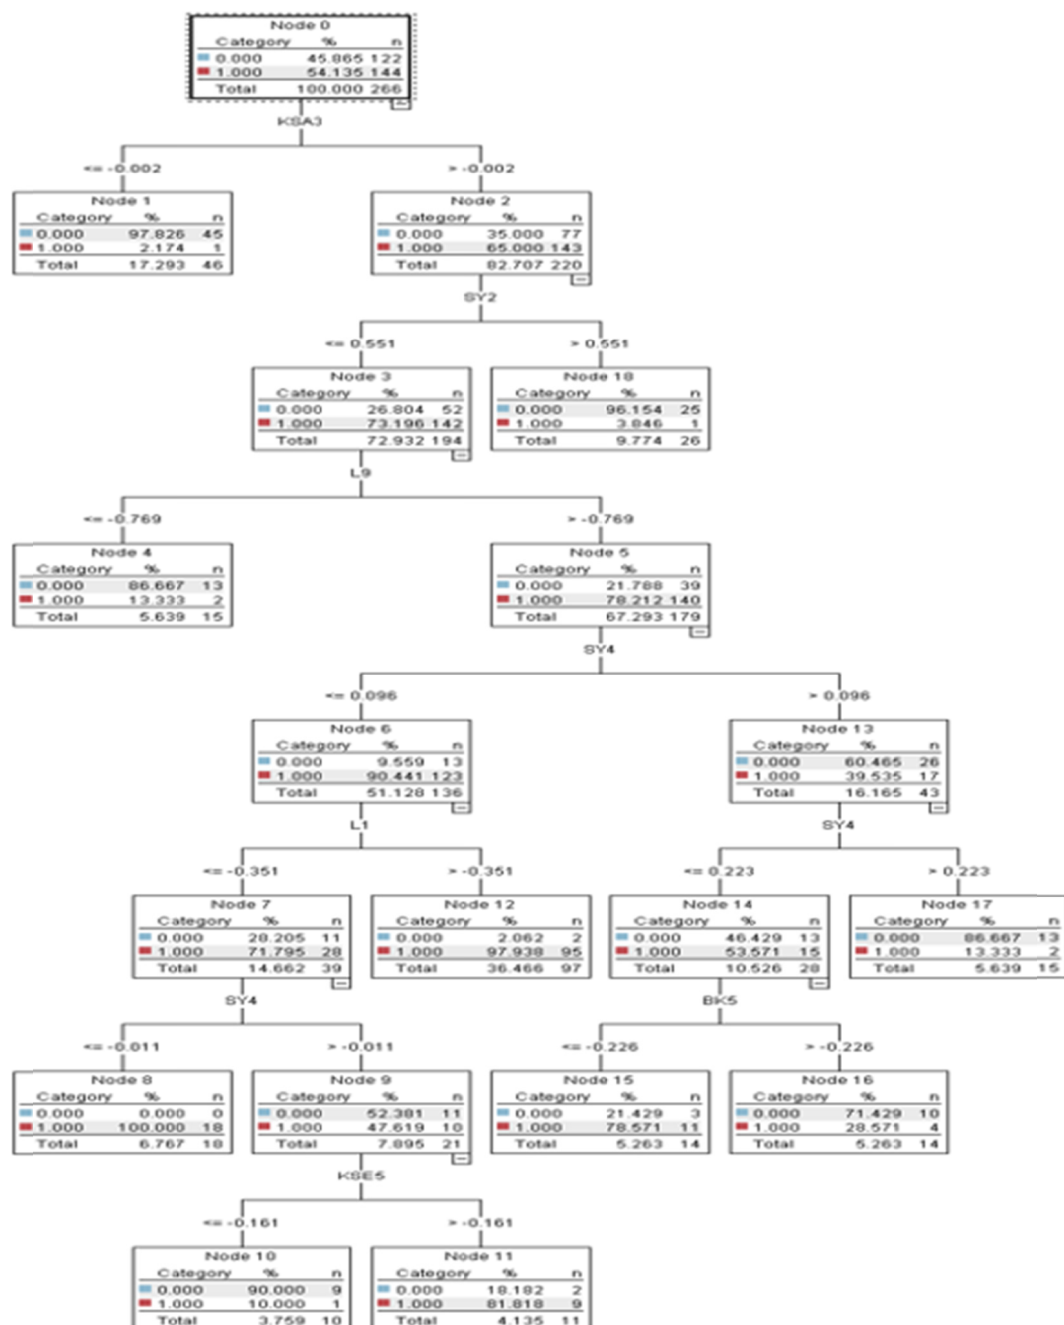 Node 0
Category % n
0.000 45.865 122
1.000 54.135 144
Total 100.000 266
KSA3
<= -0.002
> -0.002
Node 1
Category % n
0.000 97.826 45
1.000 2.174 1
Total 17.293 46
Node 2
Category % n
0.000 35.000 77
1.000 65.000 143
Total 82.707 220
SY2
<= 0.551
> 0.551
Node 3
Category % n
0.000 26.804 52
1.000 73.196 142
Total 72.932 194
Node 18
Category % n
0.000 96.154 25
1.000 3.846 1
Total 9.774 26
L9
<= -0.769
> -0.769
Node 4
Category % n
0.000 86.667 13
1.000 13.333 2
Total 5.639 15
Node 5
Category % n
0.000 21.788 39
1.000 78.212 140
Total 67.293 179
SY4
<= 0.096
> 0.096
Node 6
Category % n
0.000 9.559 13
1.000 90.441 123
Total 51.128 136
Node 13
Category % n
0.000 60.465 26
1.000 39.535 17
Total 16.165 43
L1
SY4
<= -0.351
> -0.351
<= 0.223
> 0.223
Node 7
Category % n
0.000 28.205 11
1.000 71.795 28
Total 14.662 39
Node 12
Category % n
0.000 2.062 2
1.000 97.938 95
Total 36.466 97
Node 14
Category % n
0.000 46.429 13
1.000 53.571 15
Total 10.526 28
Node 17
Category % n
0.000 86.667 13
1.000 13.333 2
Total 5.639 15
SY4
BK5
<= -0.011
> -0.011
<= -0.226
> -0.226
Node 8
Category % n
0.000 0.000 0
1.000 100.000 18
Total 6.767 18
Node 9
Category % n
0.000 52.381 11
1.000 47.619 10
Total 7.895 21
Node 15
Category % n
0.000 21.429 3
1.000 78.571 11
Total 5.263 14
Node 16
Category % n
0.000 71.429 10
1.000 28.571 4
Total 5.263 14
KSE5
<= -0.161
> -0.161
Node 10
Category % n
0.000 90.000 9
1.000 10.000 1
Total 3.759 10
Node 11
Category % n
0.000 18.182 2
1.000 81.818 9
Total 4.135 11